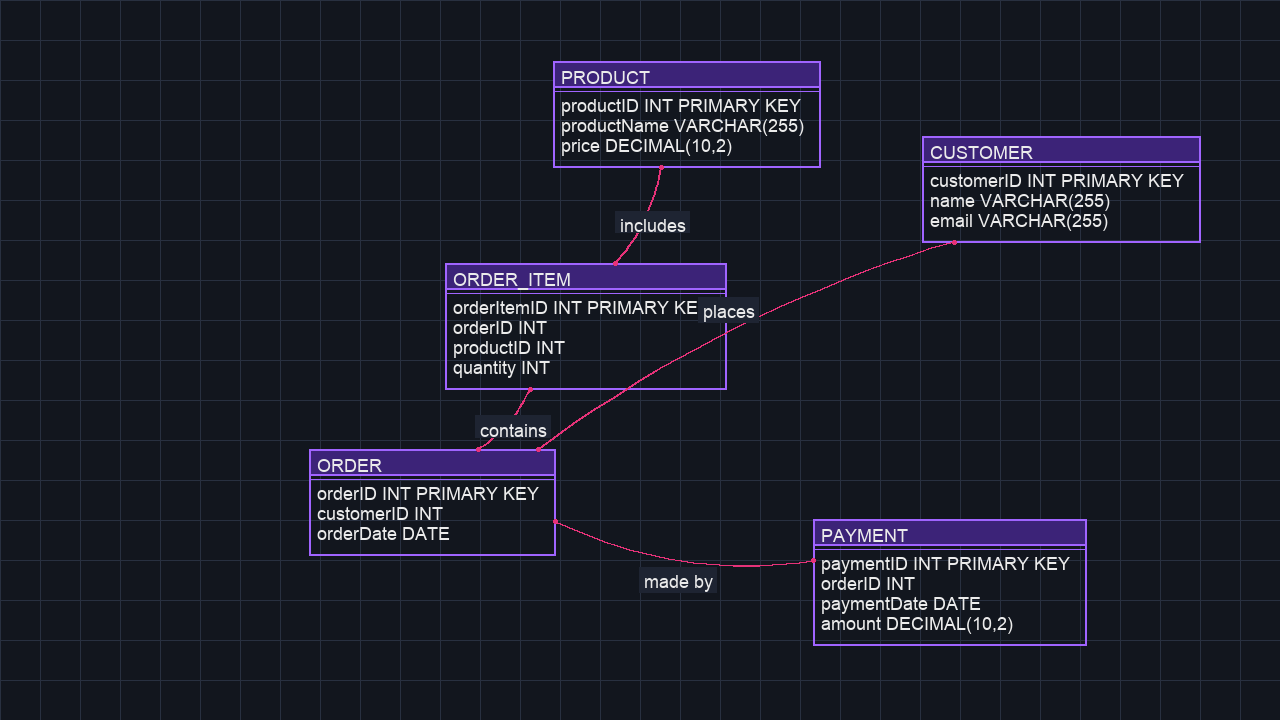 PRODUCT
productID INT PRIMARY KEY
productName VARCHAR(255)
price DECIMAL(10,2)
CUSTOMER
customerID INT PRIMARY KEY
name VARCHAR(255)
email VARCHAR(255)
includes
ORDER_ITEM
orderItemID INT PRIMARY KE
orderID INT
productID INT
quantity INT
places
contains
ORDER
orderID INT PRIMARY KEY
customerID INT
orderDate DATE
made by
PAYMENT
paymentID INT PRIMARY KEY
orderID INT
paymentDate DATE
amount DECIMAL(10,2)